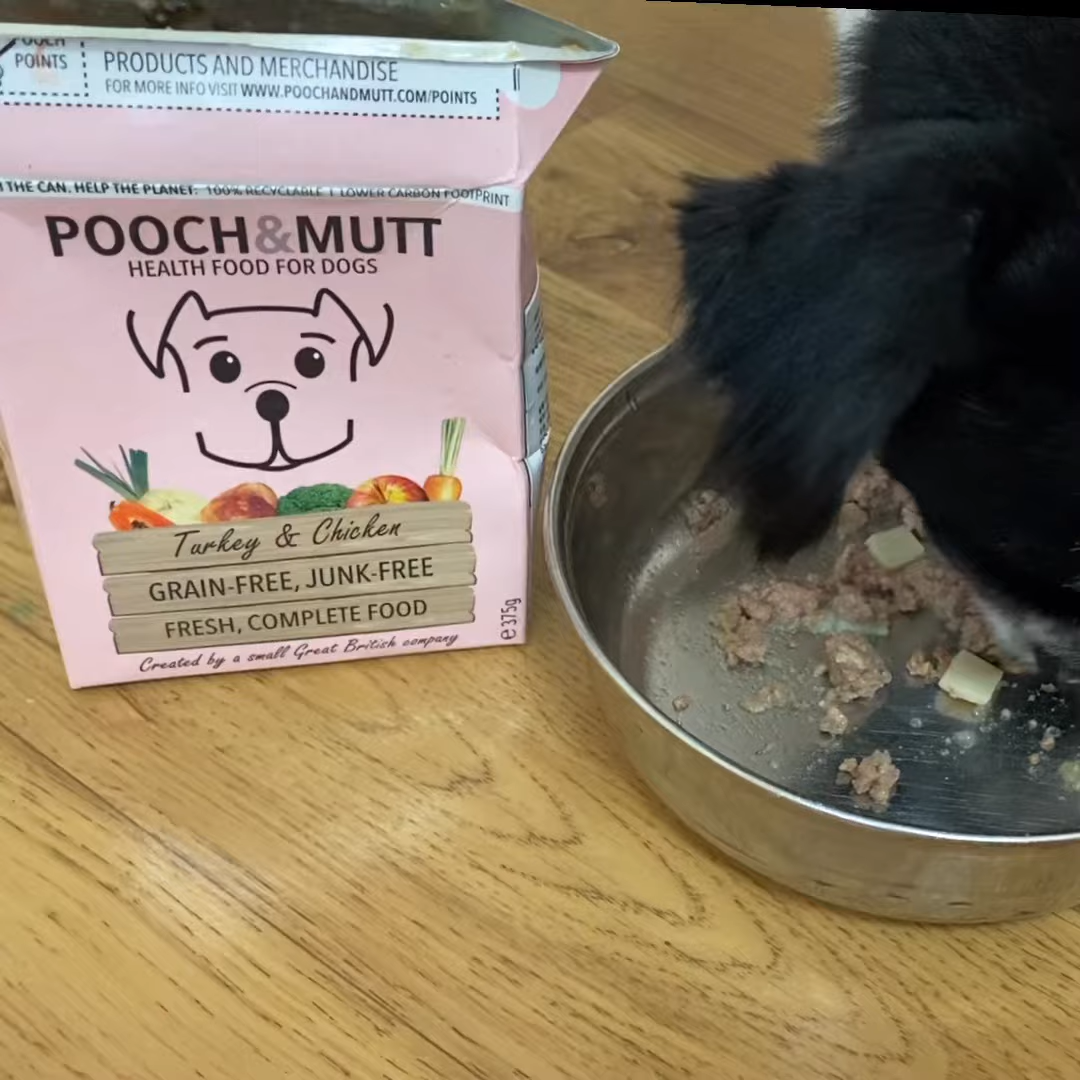 POINTS
PRODUCTS AND MERCHANDISE
FOR MORE INFO VISIT WWW.POOCHANDMUTT.COM/POINTS
THE CAN, HELP THE PLANET: 100% RECYCLABLE | LOWER CARBON FOOTPRINT
POOCH&MUTT
HEALTH FOOD FOR DOGS
Turkey & Chicken
GRAIN-FREE, JUNK-FREE
FRESH, COMPLETE FOOD
Created by a small Great British company
e 375g